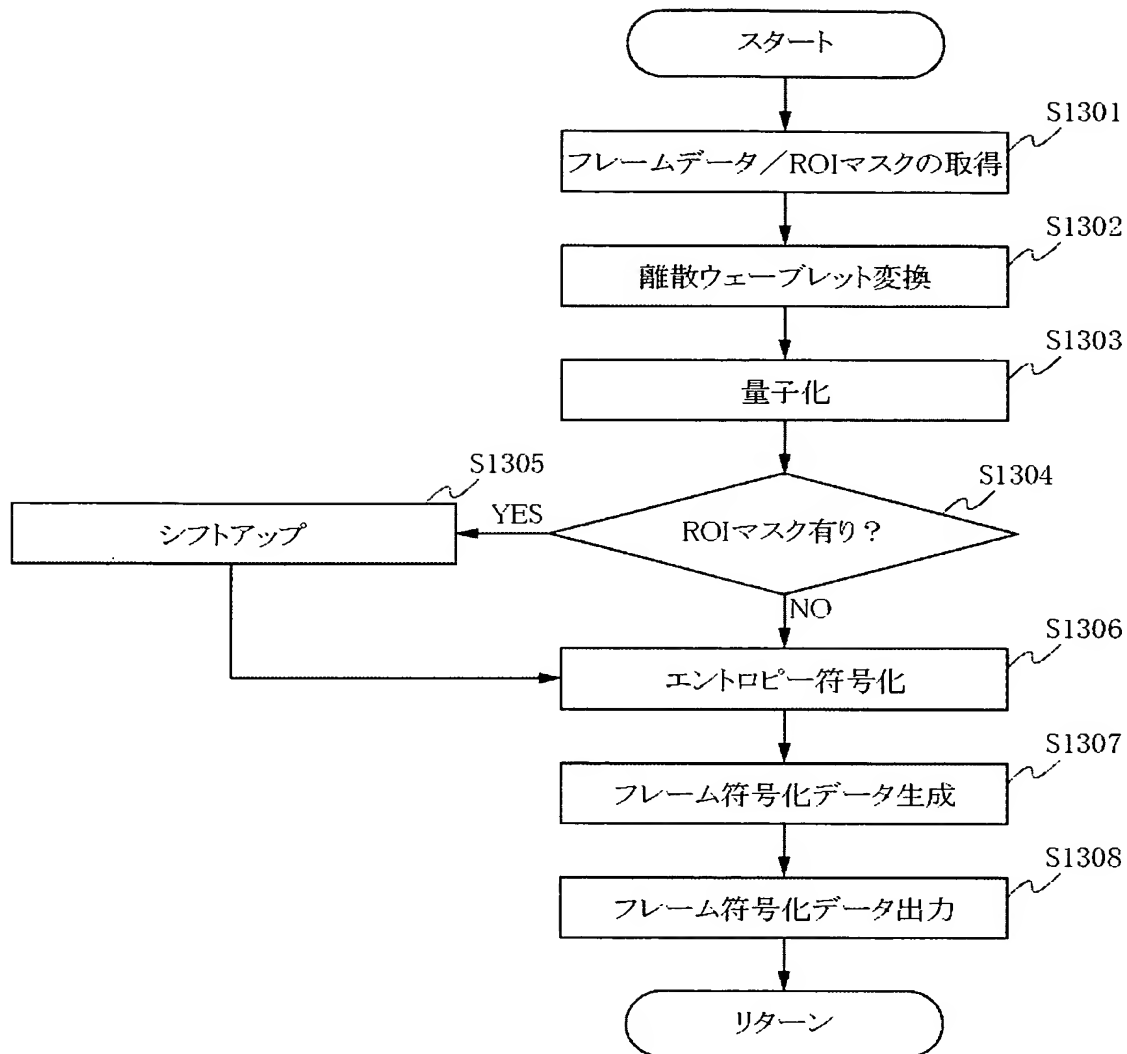 スタート
S1301
フレームデータ／ROIマスクの取得
S1302
離散ウェーブレット変換
S1303
量子化
S1304
ROIマスク有り？
YES
S1305
シフトアップ
NO
S1306
エントロピー符号化
S1307
フレーム符号化データ生成
S1308
フレーム符号化データ出力
リターン